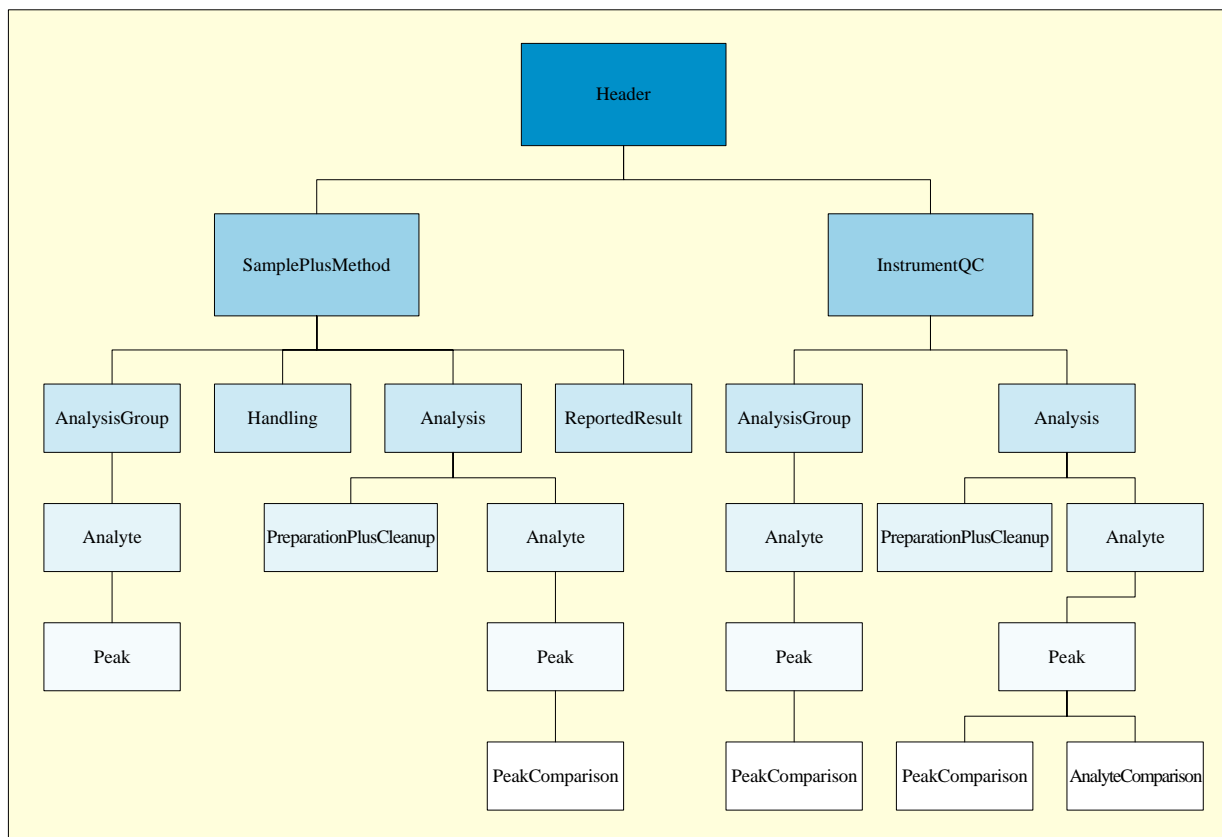 Header
SamplePlusMethod
InstrumentQC
AnalysisGroup
Handling
Analysis
ReportedResult
AnalysisGroup
Analysis
Analyte
PreparationPlusCleanup
Analyte
Analyte
PreparationPlusCleanup
Analyte
Peak
Peak
Peak
Peak
PeakComparison
PeakComparison
PeakComparison
AnalyteComparison